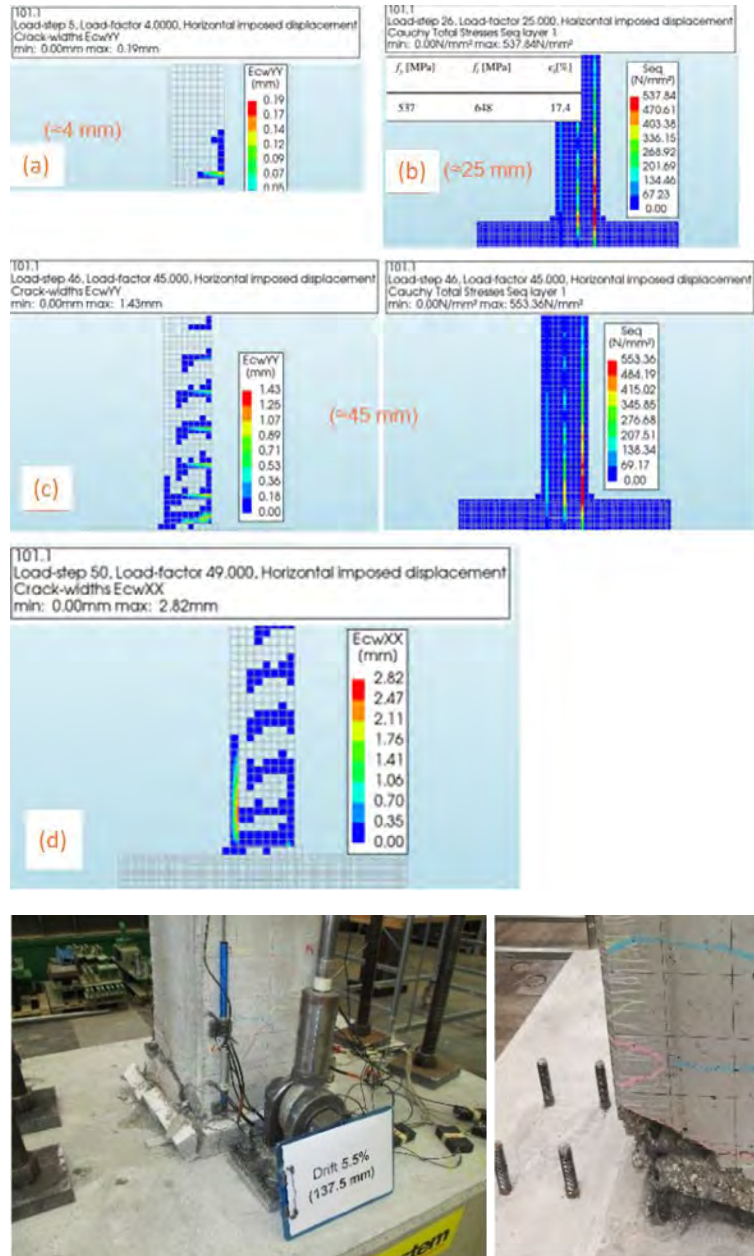 101.1
Load-step 5, Load-factor 4.0000, Horizontal imposed displacement
Crack-widths EcwYY
min: 0.00mm max: 0.19mm
EcwYY
(mm)
0.19
0.17
0.14
0.12
0.09
0.07
0.05
(≈4 mm)
(a)
101.1
Load-step 26, Load-factor 25.000, Horizontal imposed displacement
Cauchy Total Stresses Seq layer 1
min: 0.00N/mm² max: 537.84N/mm²
[MPa] [MPa] [%]
537 648 17.4
Seq
(N/mm²)
537.84
470.61
403.38
336.15
268.92
201.69
134.46
67.23
0.00
(b) (≈25 mm)
101.1
Load-step 46, Load-factor 45.000, Horizontal imposed displacement
Crack-widths EcwYY
min: 0.00mm max: 1.43mm
EcwYY
(mm)
1.43
1.25
1.07
0.89
0.71
0.53
0.36
0.18
0.00
(c)
(≈45 mm)
101.1
Load-step 46, Load-factor 45.000, Horizontal imposed displacement
Cauchy Total Stresses Seq layer 1
min: 0.00N/mm² max: 553.36N/mm²
Seq
(N/mm²)
553.36
484.19
415.02
345.85
276.68
207.51
138.34
69.17
0.00
101.1
Load-step 50, Load-factor 49.000, Horizontal imposed displacement
Crack-widths EcwXX
min: 0.00mm max: 2.82mm
EcwXX
(mm)
2.82
2.47
2.11
1.76
1.41
1.06
0.70
0.35
0.00
(d)
Drift 5.5%
(137.5 mm)
stem